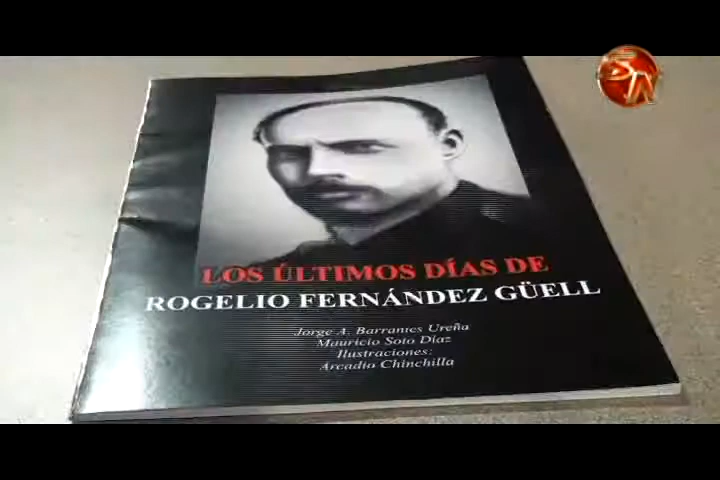 LOS ÚLTIMOS DÍAS DE
ROGELIO FERNÁNDEZ GÜELL
Jorge A. Barrantes Ureña
Mauricio Soto Díaz
Ilustraciones:
Arcadio Chinchilla